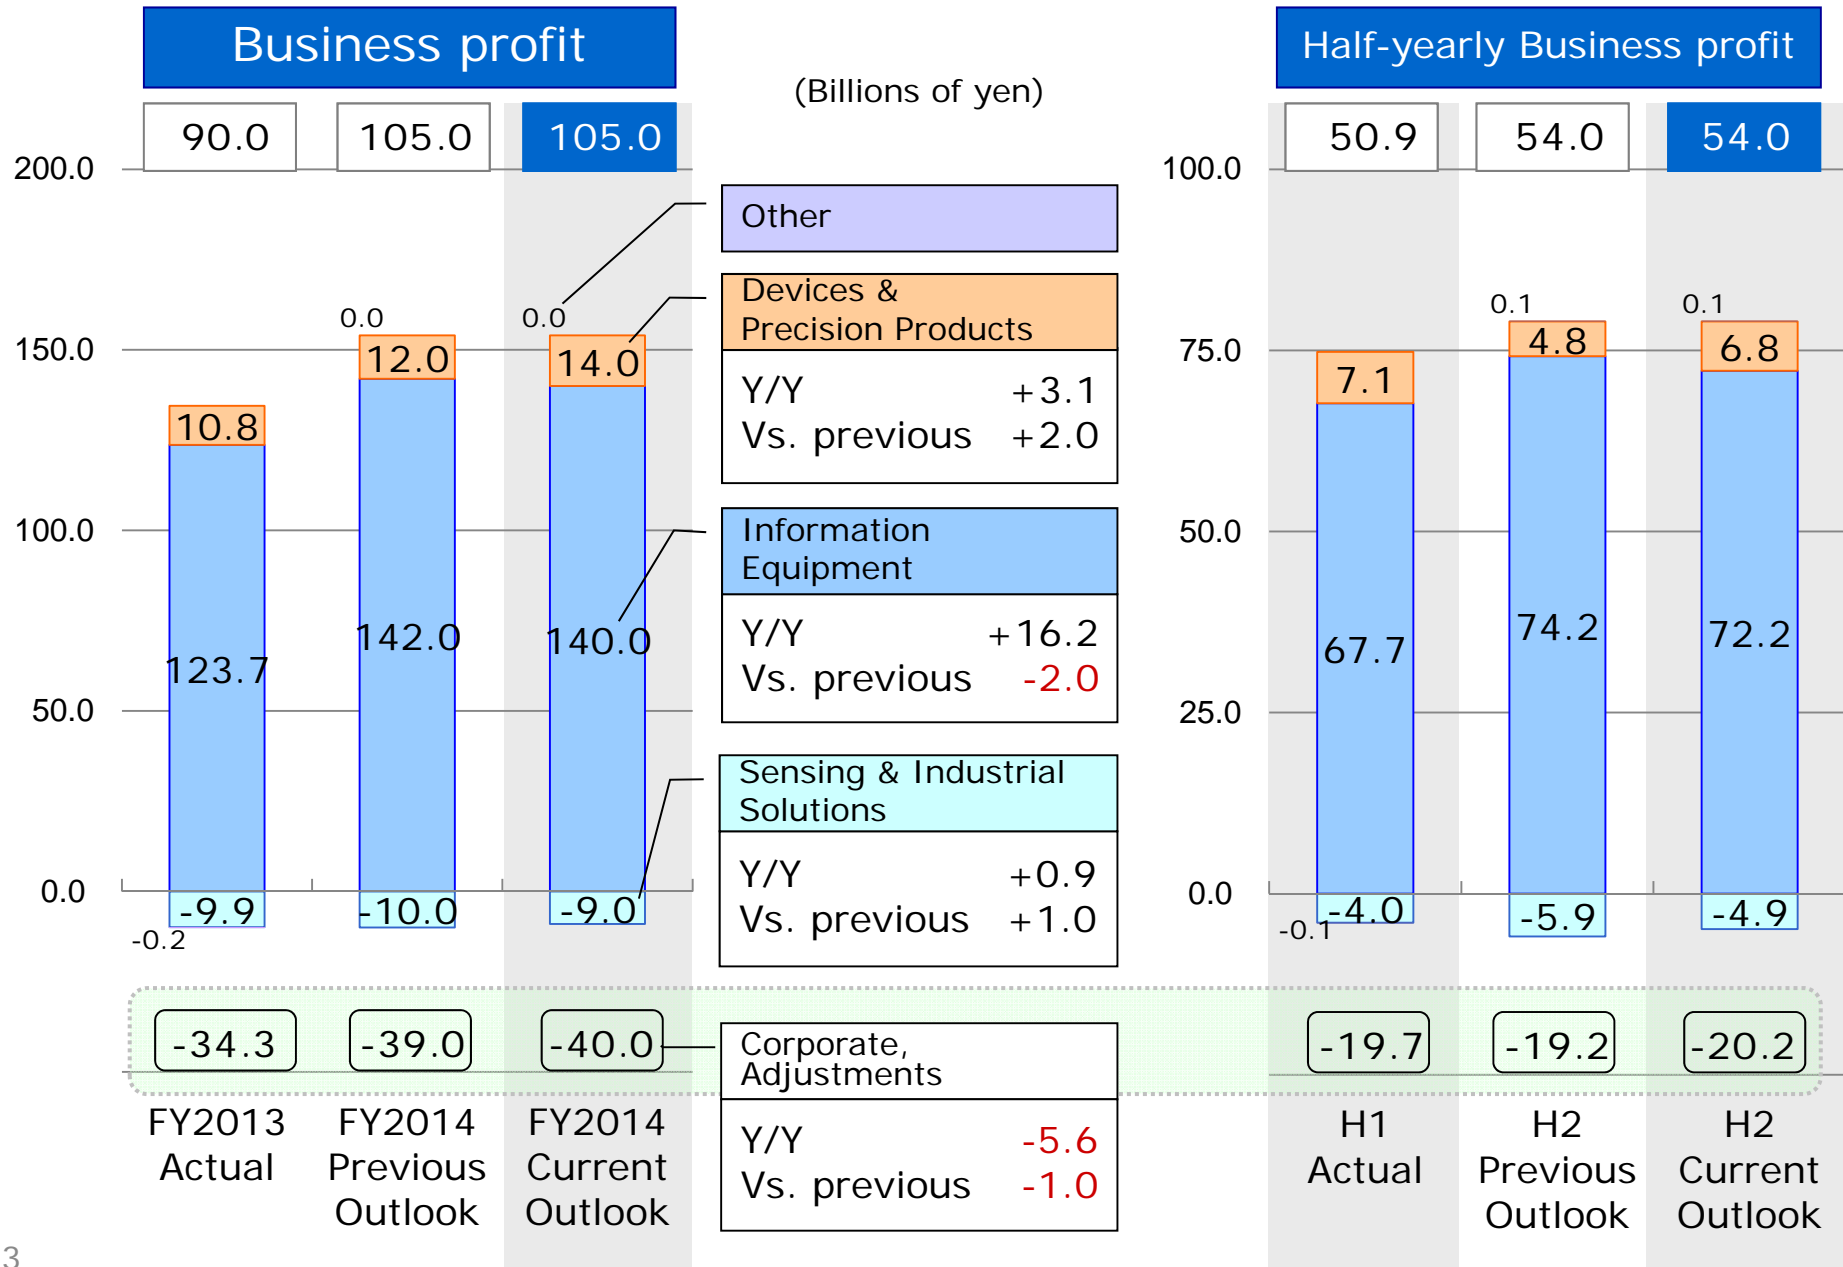 Business profit
(Billions of yen)
Half-yearly Business profit
90.0
105.0
105.0
50.9
54.0
54.0
200.0
150.0
100.0
50.0
0.0
0.0
0.0
12.0
14.0
10.8
123.7
142.0
140.0
-9.9
-10.0
-9.0
-0.2
-34.3
-39.0
-40.0
FY2013
Actual
FY2014
Previous
Outlook
FY2014
Current
Outlook
Other
Devices &
Precision Products
Y/Y +3.1
Vs. previous +2.0
Information
Equipment
Y/Y +16.2
Vs. previous -2.0
Sensing & Industrial
Solutions
Y/Y +0.9
Vs. previous +1.0
Corporate,
Adjustments
Y/Y -5.6
Vs. previous -1.0
100.0
75.0
50.0
25.0
0.0
0.1
0.1
7.1
4.8
6.8
67.7
74.2
72.2
-4.0
-5.9
-4.9
-0.1
-19.7
-19.2
-20.2
H1
Actual
H2
Previous
Outlook
H2
Current
Outlook
3